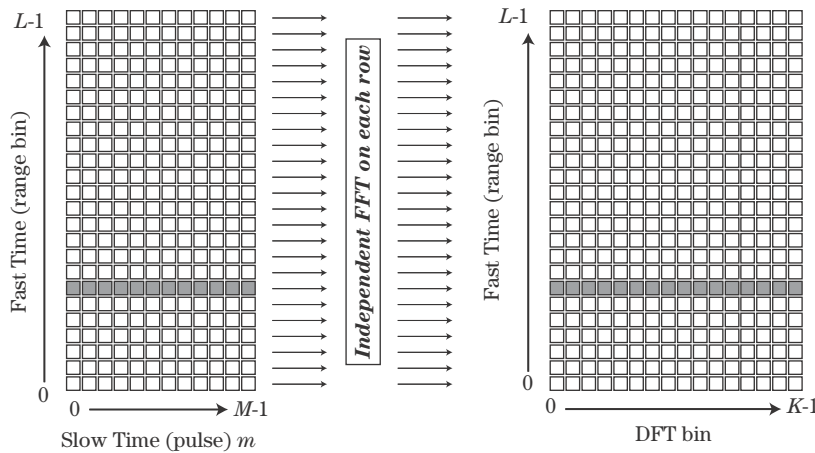 L-1
Fast Time (range bin)
0
0
M-1
Slow Time (pulse) m
Independent FFT on each row
L-1
Fast Time (range bin)
0
0
K-1
DFT bin